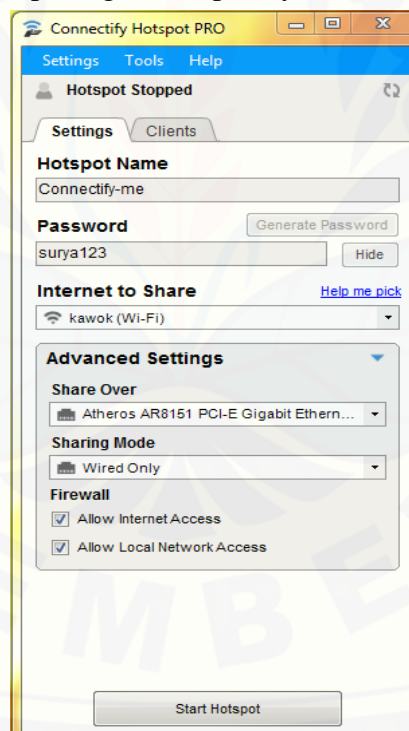 Connectify Hotspot PRO
Settings Tools Help
Hotspot Stopped
Settings Clients
Hotspot Name
Connectify-me
Password Generate Password
surya123 Hide
Internet to Share Help me pick
kawok (Wi-Fi)
Advanced Settings
Share Over
Atheros AR8151 PCI-E Gigabit Ethern...
Sharing Mode
Wired Only
Firewall
Allow Internet Access
Allow Local Network Access
Start Hotspot